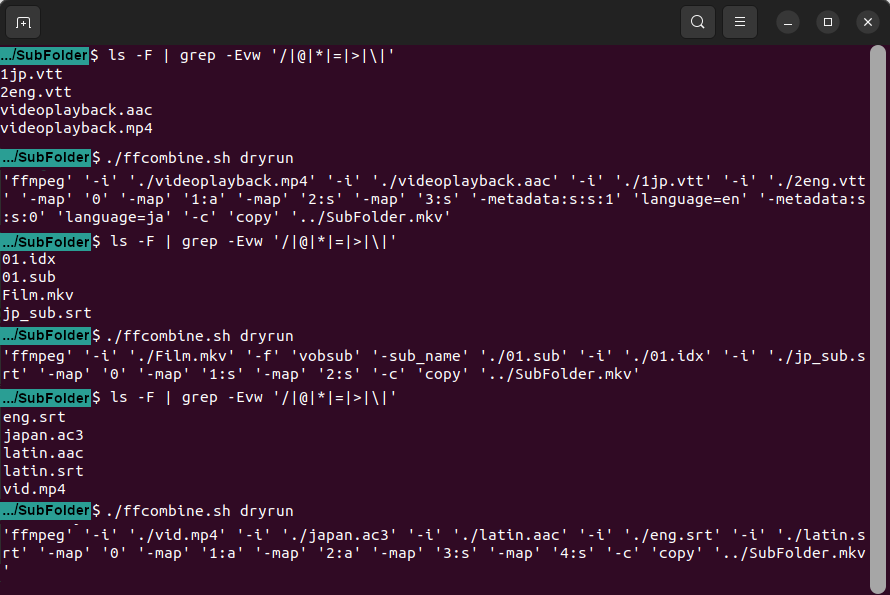 .../SubFolder$ ls -F | grep -Evw '/|@|*|=|>|\|'
1jp.vtt
2eng.vtt
videoplayback.aac
videoplayback.mp4
.../SubFolder$ ./ffcombine.sh dryrun
'ffmpeg' '-i' './videoplayback.mp4' '-i' './videoplayback.aac' '-i' './1jp.vtt' '-i' './2eng.vtt
' '-map' '0' '-map' '1:a' '-map' '2:s' '-map' '3:s' '-metadata:s:s:1' 'language=en' '-metadata:s
:s:0' 'language=ja' '-c' 'copy' '../SubFolder.mkv'
.../SubFolder$ ls -F | grep -Evw '/|@|*|=|>|\|'
01.idx
01.sub
Film.mkv
jp_sub.srt
.../SubFolder$ ./ffcombine.sh dryrun
'ffmpeg' '-i' './Film.mkv' '-f' 'vobsub' '-sub_name' './01.sub' '-i' './01.idx' '-i' './jp_sub.s
rt' '-map' '0' '-map' '1:s' '-map' '2:s' '-c' 'copy' '../SubFolder.mkv'
.../SubFolder$ ls -F | grep -Evw '/|@|*|=|>|\|'
eng.srt
japan.ac3
latin.aac
latin.srt
vid.mp4
.../SubFolder$ ./ffcombine.sh dryrun
'ffmpeg' '-i' './vid.mp4' '-i' './japan.ac3' '-i' './latin.aac' '-i' './eng.srt' '-i' './latin.s
rt' '-map' '0' '-map' '1:a' '-map' '2:a' '-map' '3:s' '-map' '4:s' '-c' 'copy' '../SubFolder.mkv
'